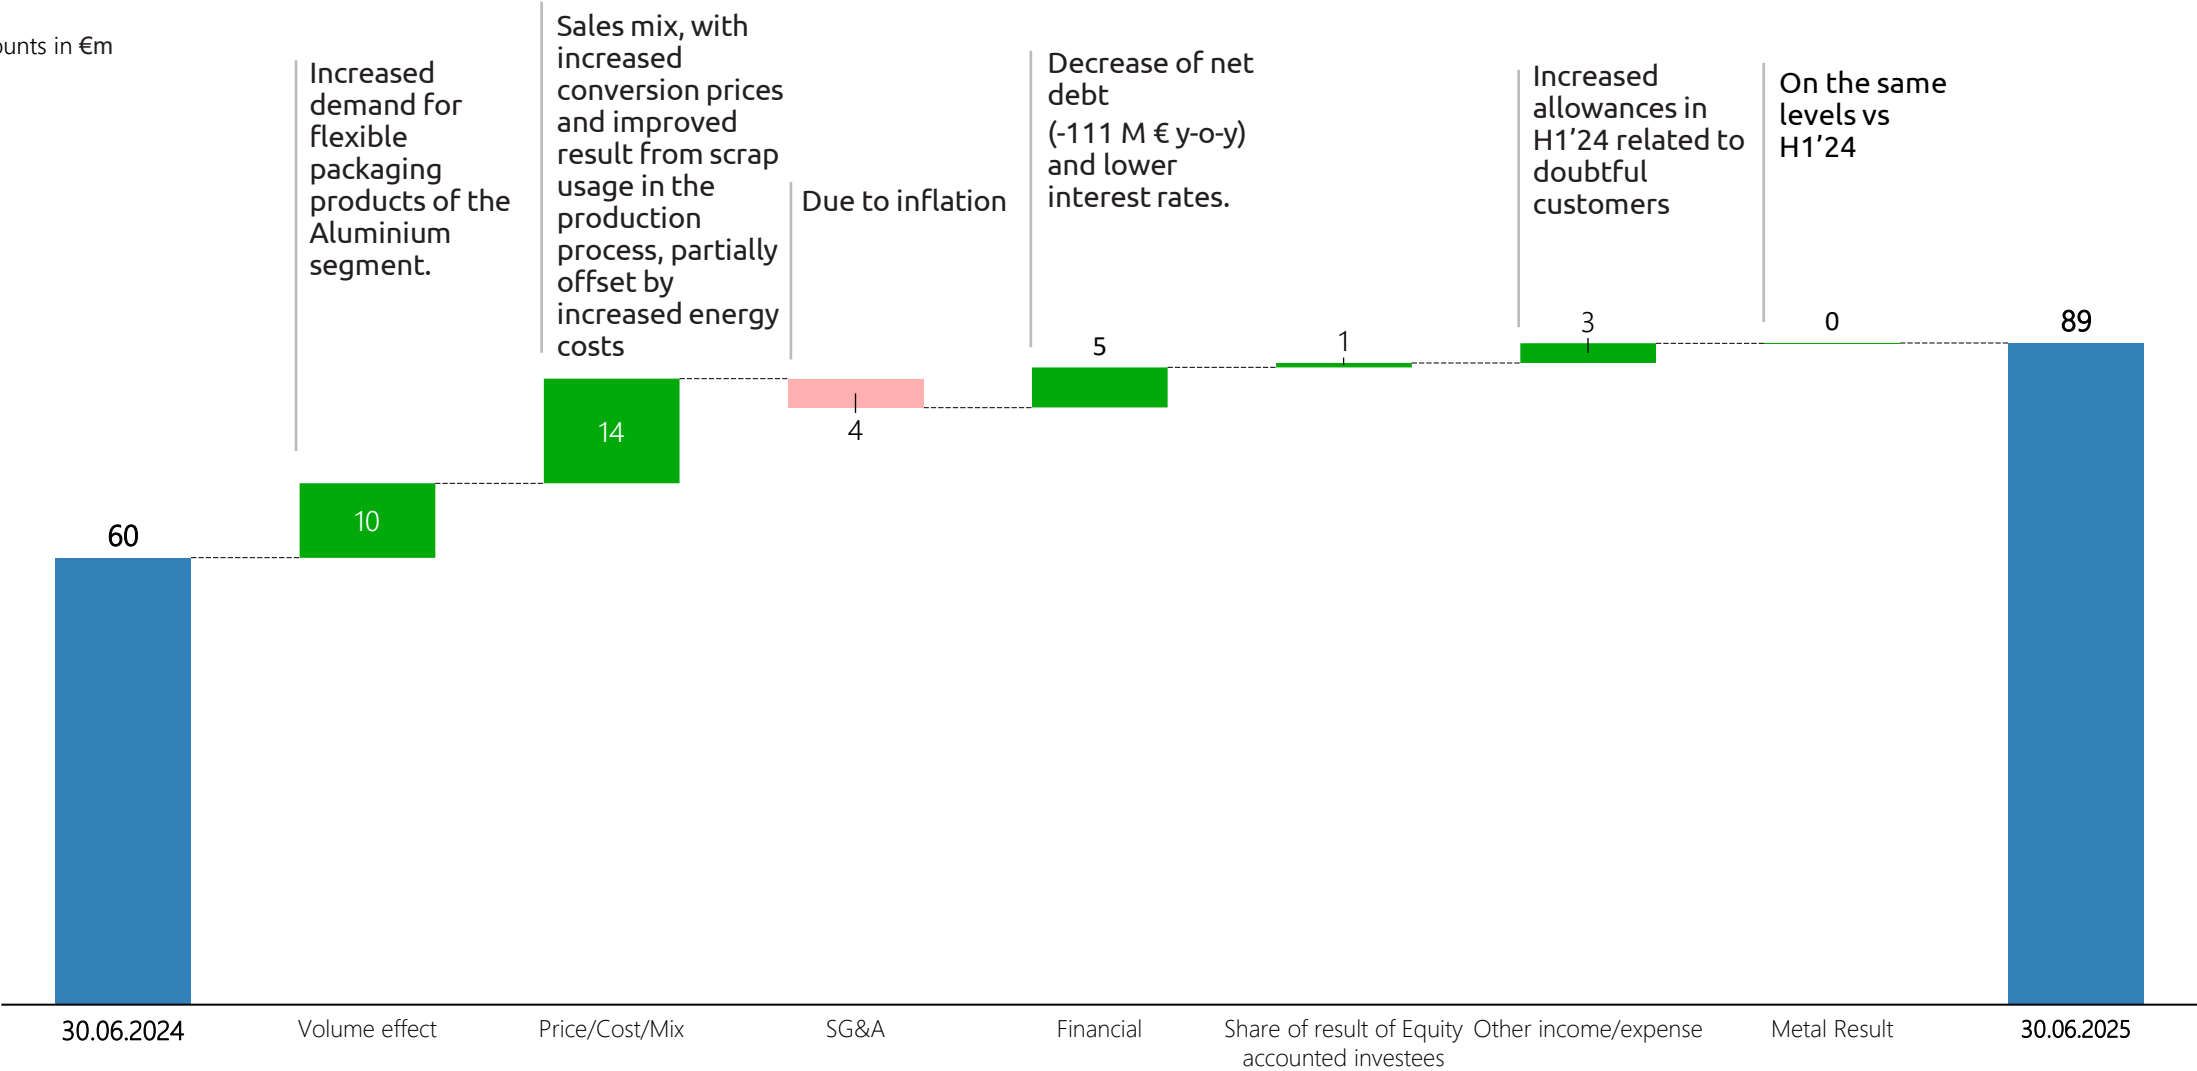 ounts in €m
Increased
demand for
flexible
packaging
products of the
Aluminium
segment.
Sales mix, with
increased
conversion prices
and improved
result from scrap
usage in the
production
process, partially
offset by
increased energy
costs
Due to inflation
Decrease of net
debt
(-111 M € y-o-y)
and lower
interest rates.
Increased
allowances in
H1’24 related to
doubtful
customers
On the same
levels vs
H1’24
60
10
14
4
5
1
3
0
89
30.06.2024
Volume effect
Price/Cost/Mix
SG&A
Financial
Share of result of Equity
accounted investees
Other income/expense
Metal Result
30.06.2025